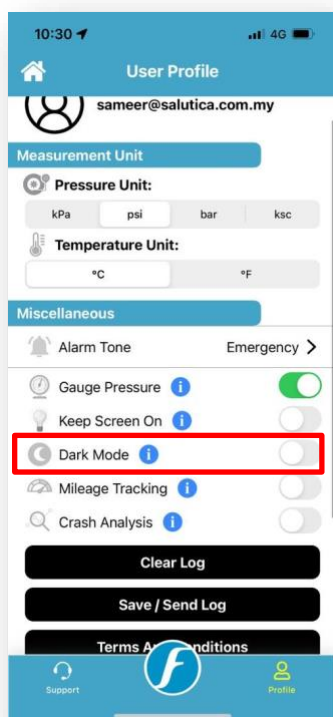 10:30 4G
User Profile
sameer@salutica.com.my
Measurement Unit
Pressure Unit:
kPa psi bar ksc
Temperature Unit:
°C °F
Miscellaneous
Alarm Tone Emergency >
Gauge Pressure i
Keep Screen On i
Dark Mode i
Mileage Tracking i
Crash Analysis i
Clear Log
Save / Send Log
Terms ditions
Support f Profile